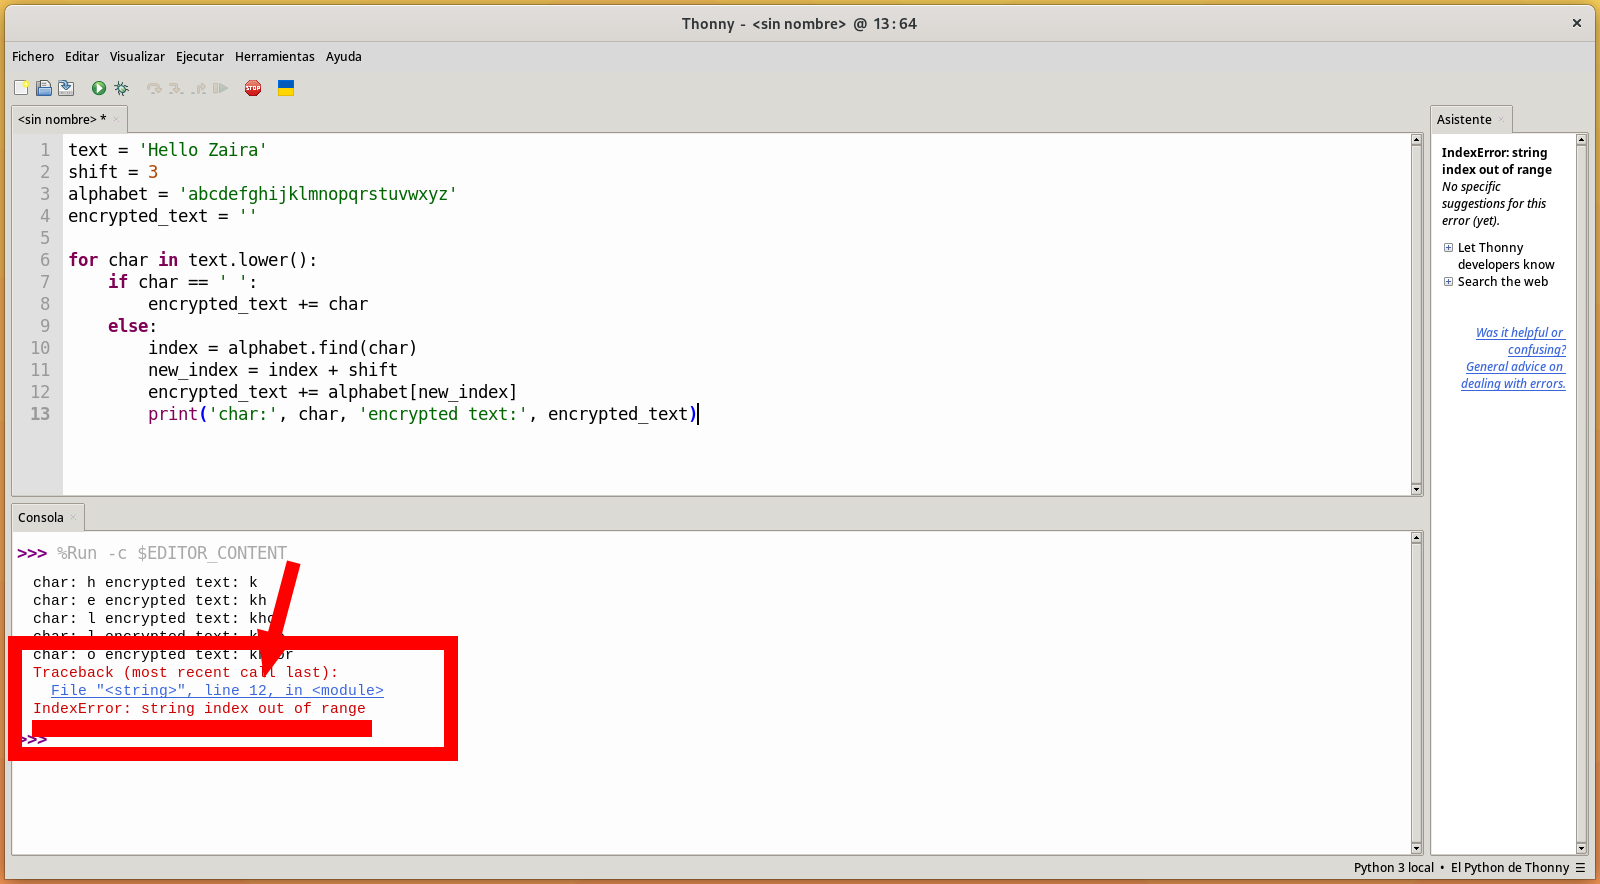 Thonny - <sin nombre> @ 13:64
Fichero Editar Visualizar Ejecutar Herramientas Ayuda
STOP
<sin nombre> *
1 text = 'Hello Zaira'
2 shift = 3
3 alphabet = 'abcdefghijklmnopqrstuvwxyz'
4 encrypted_text = ''
5
6 for char in text.lower():
7 if char == ' ':
8 encrypted_text += char
9 else:
10 index = alphabet.find(char)
11 new_index = index + shift
12 encrypted_text += alphabet[new_index]
13 print('char:', char, 'encrypted text:', encrypted_text)
Consola
>>> %Run -c $EDITOR_CONTENT
char: h encrypted text: k
char: e encrypted text: kh
char: l encrypted text:
char: l encrypted text:
char: o encrypted text:
Traceback (most recent call last):
File "<string>", line 12, in <module>
IndexError: string index out of range
>>>
Asistente
IndexError: string
index out of range
No specific
suggestions for this
error (yet).
Let Thonny
developers know
Search the web
Was it helpful or
confusing?
General advice on
dealing with errors.
Python 3 local • El Python de Thonny ☰